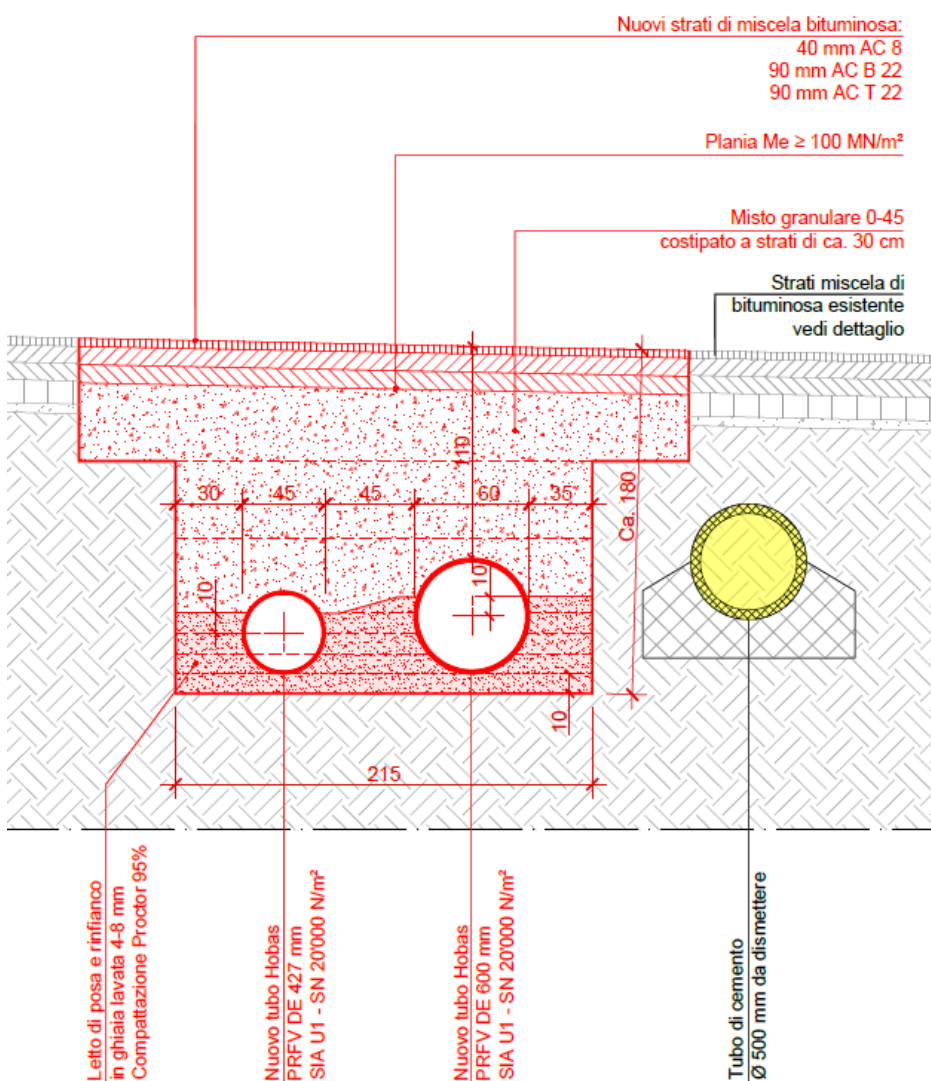 Nuovi strati di miscela bituminosa:
40 mm AC 8
90 mm AC B 22
90 mm AC T 22
Plania Me ≥ 100 MN/m²
Misto granulare 0-45
costipato a strati di ca. 30 cm
Strati miscela di
bituminosa esistente
vedi dettaglio
110
Ca. 180
30
45
45
60
35
10
10
10
215
Letto di posa e rinfianco
in ghiaia lavata 4-8 mm
Compattazione Proctor 95%
Nuovo tubo Hobas
PRFV DE 427 mm
SIA U1 - SN 20'000 N/m²
Nuovo tubo Hobas
PRFV DE 600 mm
SIA U1 - SN 20'000 N/m²
Tubo di cemento
Ø 500 mm da dismettere